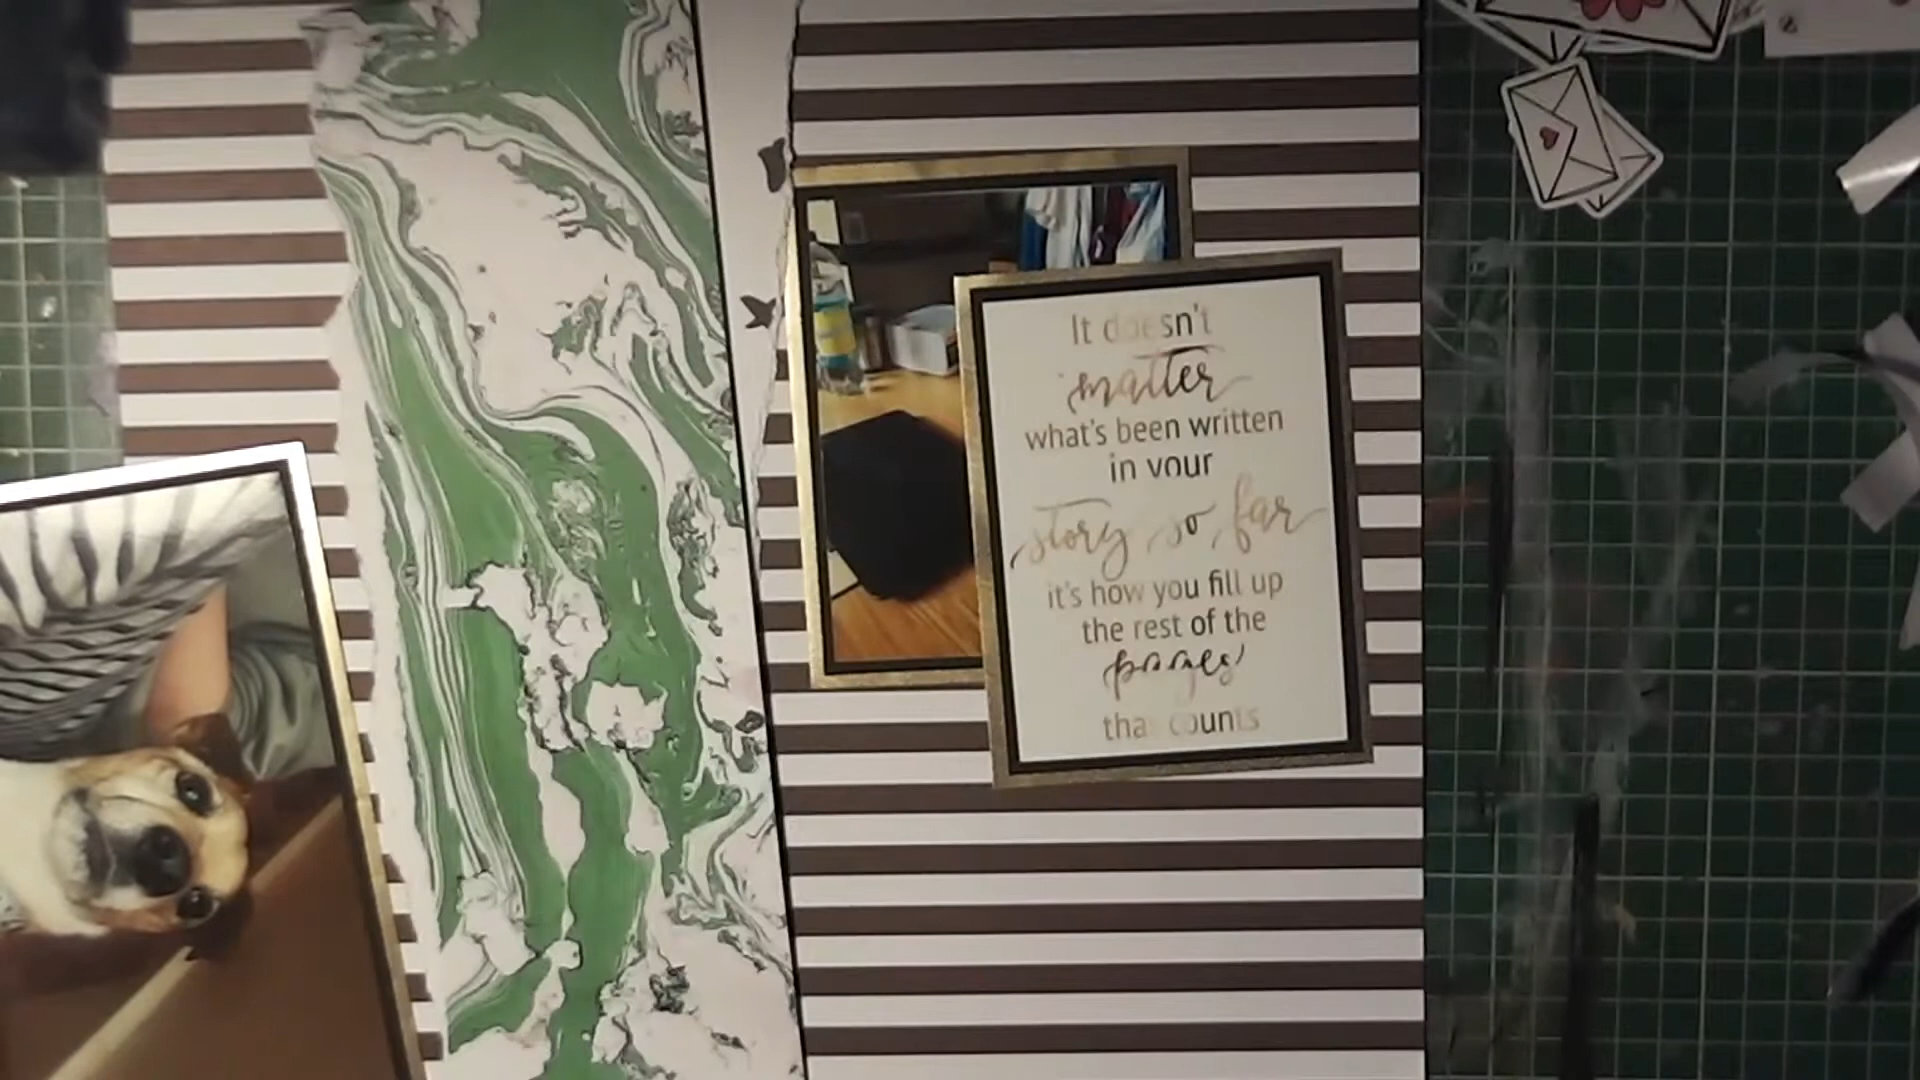 It doesn't
matter
what's been written
in your
story so far
it's how you fill up
the rest of the
pages
that counts